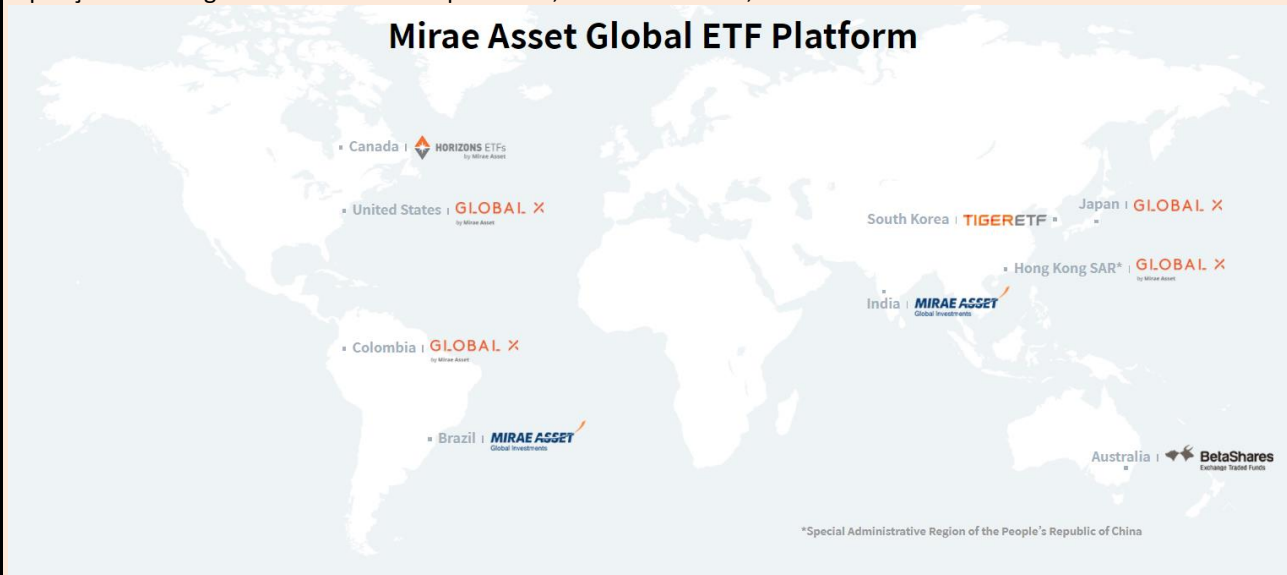 Mirae Asset Global ETF Platform
Canada | HORIZONS ETFs
by Mirae Asset
United States | GLOBAL X
by Mirae Asset
Japan | GLOBAL X
South Korea | TIGERETF
Hong Kong SAR* | GLOBAL X
by Mirae Asset
India | MIRAE ASSET
Global Investments
Colombia | GLOBAL X
by Mirae Asset
Brazil | MIRAE ASSET
Global Investments
Australia | BetaShares
Exchange Traded Funds
*Special Administrative Region of the People's Republic of China